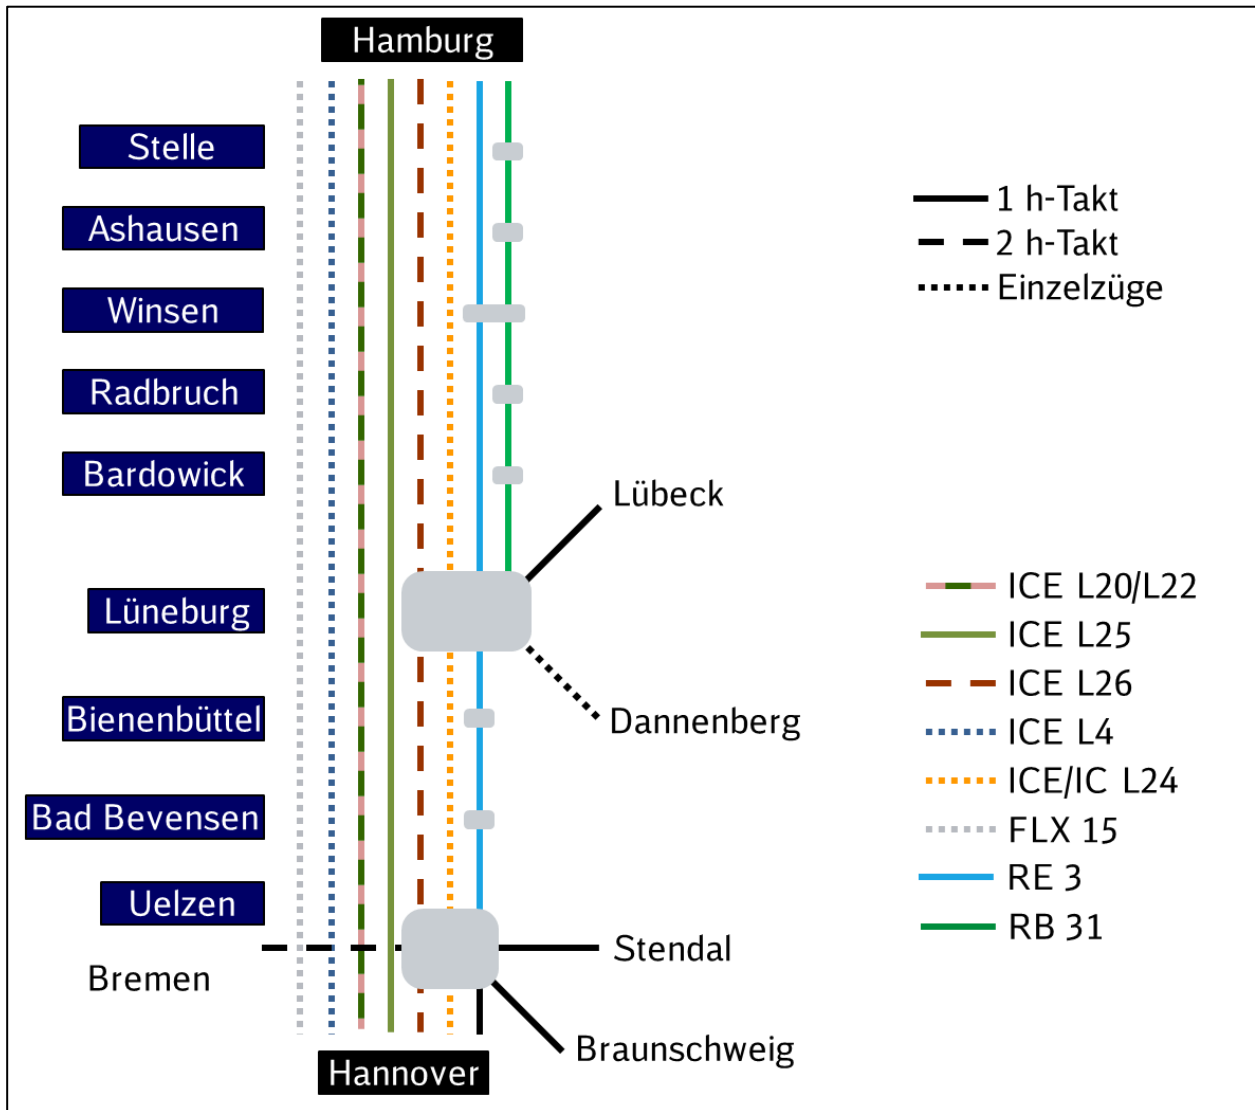 Hamburg
Stelle
Ashausen
Winsen
Radbruch
Bardowick
Lüneburg
Bienenbüttel
Bad Bevensen
Uelzen
Bremen
Hannover
Lübeck
Dannenberg
Stendal
Braunschweig
1 h-Takt
2 h-Takt
Einzelzüge
ICE L20/L22
ICE L25
ICE L26
ICE L4
ICE/IC L24
FLX 15
RE 3
RB 31